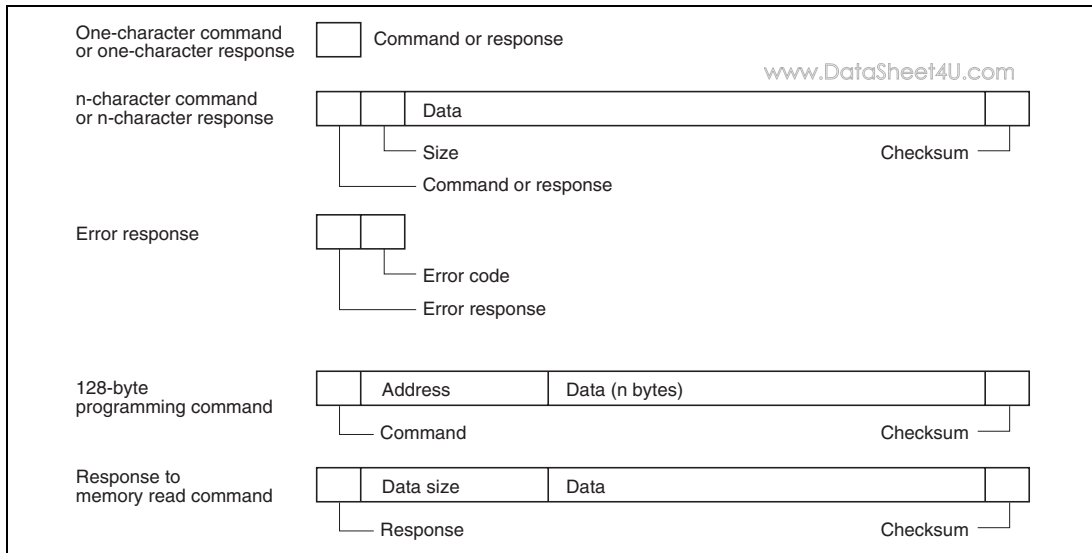 One-character command
or one-character response
Command or response
www.DataSheet4U.com
n-character command
or n-character response
Data
Size
Checksum
Command or response
Error response
Error code
Error response
128-byte
programming command
Address
Data (n bytes)
Command
Checksum
Response to
memory read command
Data size
Data
Response
Checksum